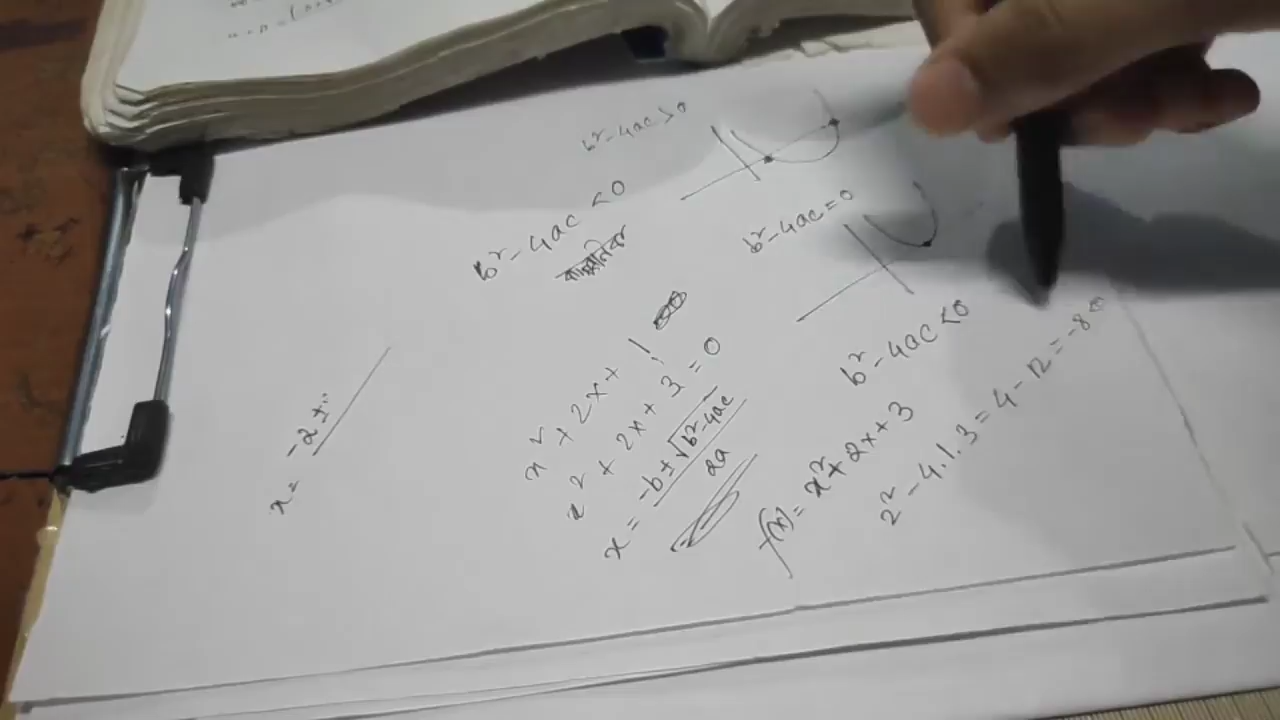 b² - 4ac > 0
b² - 4ac < 0
b² - 4ac = 0
x² + 2x + 1
x² + 2x + 3 = 0
x = -b ± √b² - 4ac / 2a
b² - 4ac < 0
f(x) = x² + 2x + 3
2² - 4.1.3 = 4 - 12 = -8
x = -2 ± ..